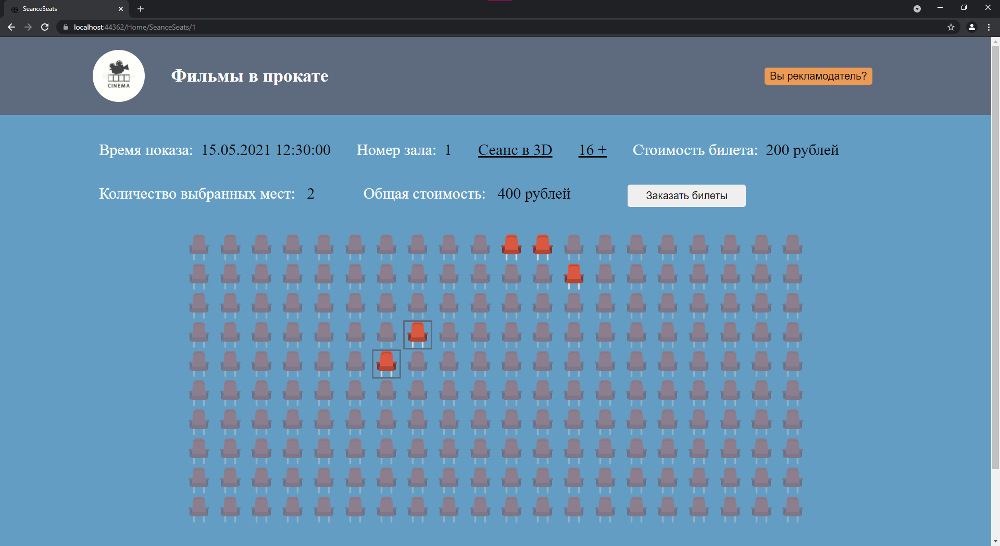 SeanceSeats
localhost:44362/Home/SeanceSeats/1
CINEMA
Фильмы в прокате
Вы рекламодатель?
Время показа: 15.05.2021 12:30:00 Номер зала: 1 Сеанс в 3D 16 + Стоимость билета: 200 рублей
Количество выбранных мест: 2 Общая стоимость: 400 рублей Заказать билеты